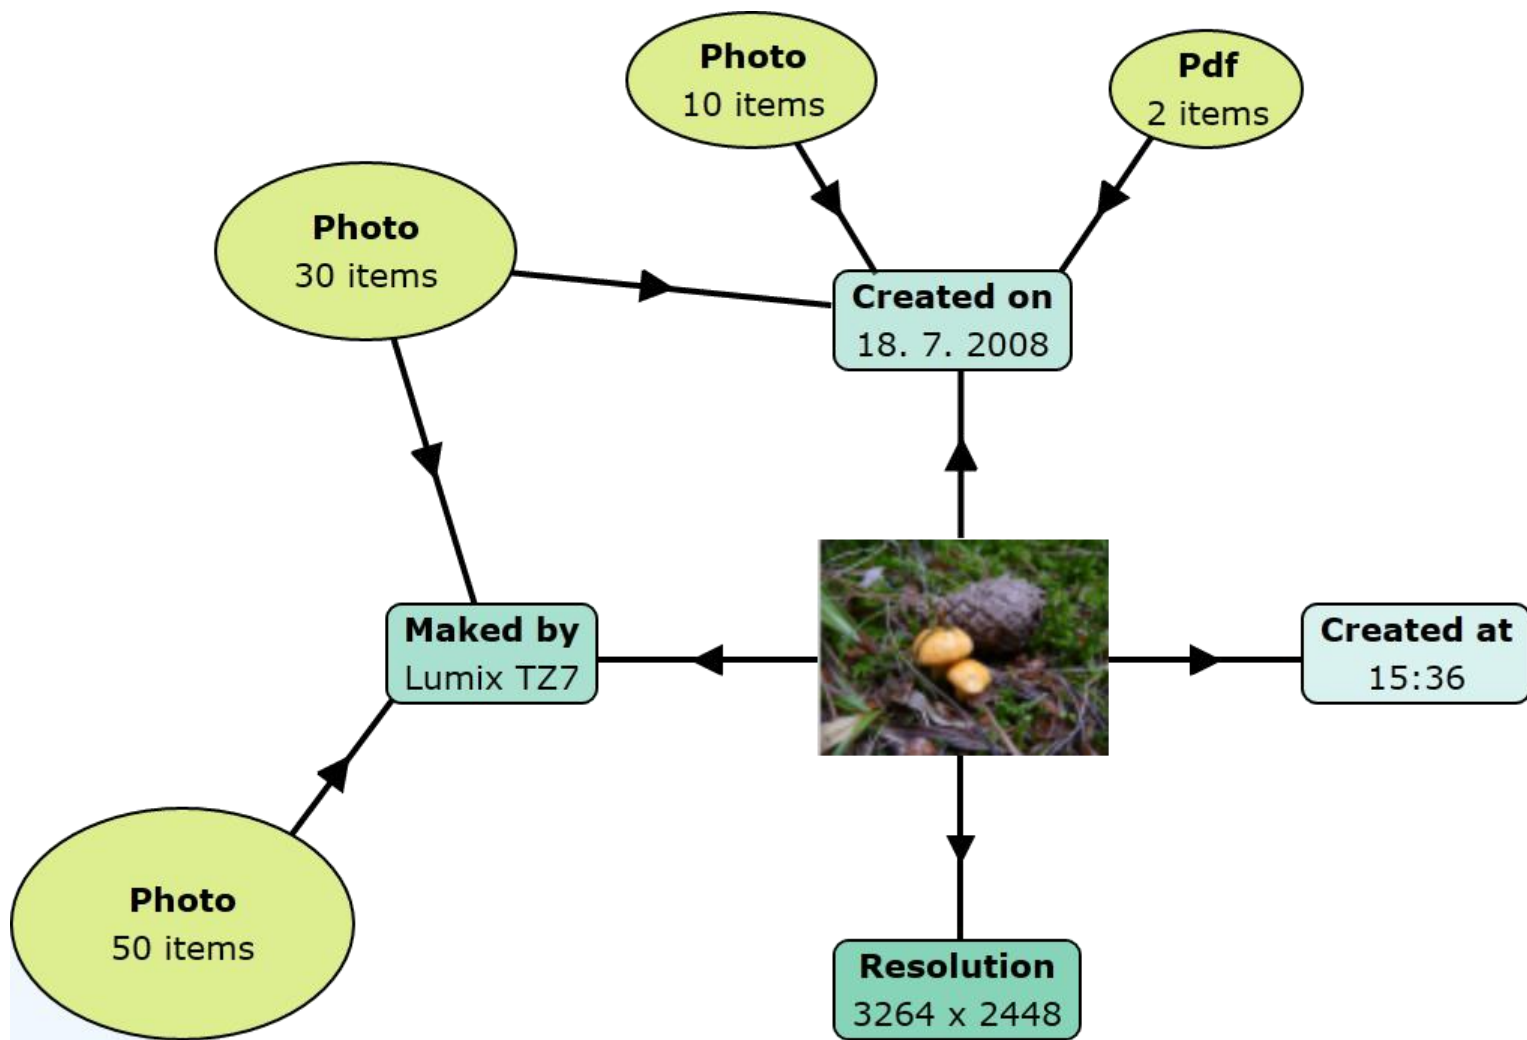 Photo
10 items
Pdf
2 items
Photo
30 items
Created on
18. 7. 2008
Maked by
Lumix TZ7
Created at
15:36
Photo
50 items
Resolution
3264 x 2448